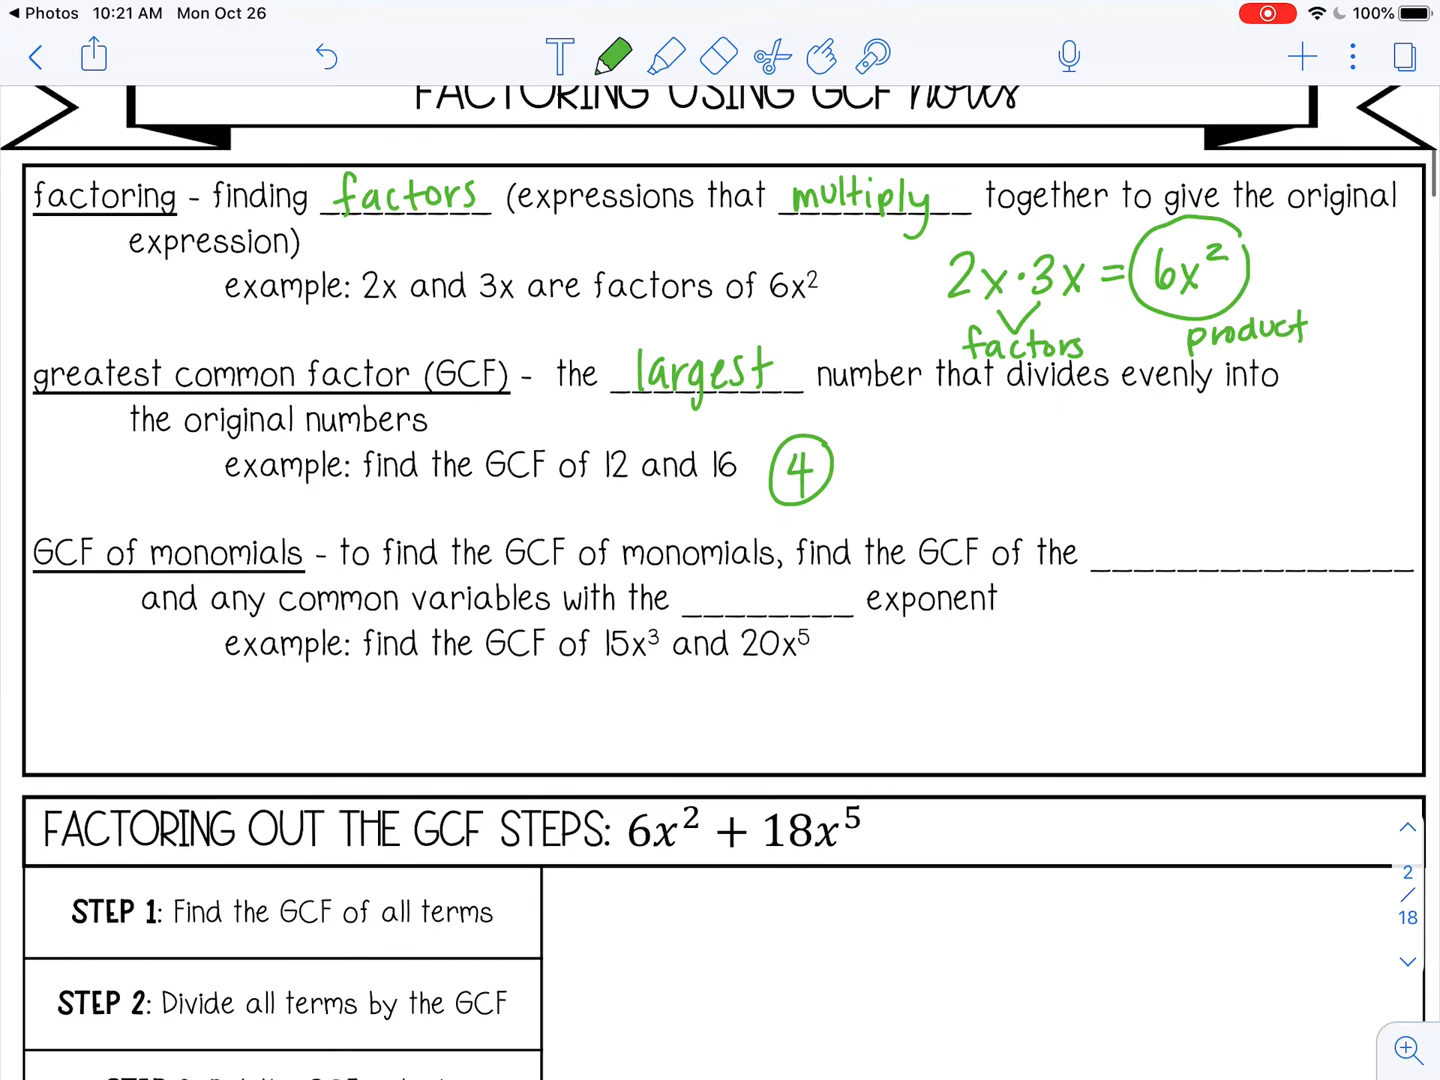 Photos 10:21 AM Mon Oct 26 100%
FACTORING USING GCF notes
factoring - finding factors (expressions that multiply together to give the original
expression)
example: 2x and 3x are factors of 6x²
2x·3x = 6x²
factors product
greatest common factor (GCF) - the largest number that divides evenly into
the original numbers
example: find the GCF of 12 and 16 4
GCF of monomials - to find the GCF of monomials, find the GCF of the _______________
and any common variables with the ________ exponent
example: find the GCF of 15x³ and 20x⁵
FACTORING OUT THE GCF STEPS: 6x² + 18x⁵
STEP 1: Find the GCF of all terms
STEP 2: Divide all terms by the GCF
2
/
18